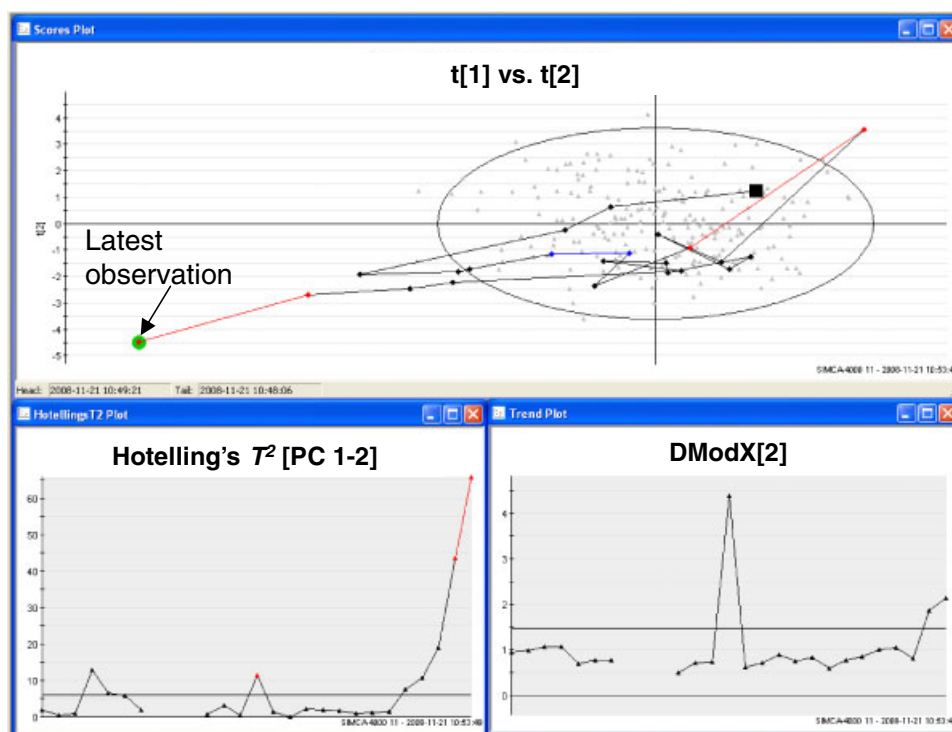 Scores Plot
t[1] vs. t[2]
4
3
2
1
0
-1
-2
-3
-4
-5
t[2]
Latest
observation
SIMCA-4000 11 - 2008-11-21 10:53:4
Head: 2008-11-21 10:49:21 Tail: 2008-11-21 10:48:06
HotellingsT2 Plot
Hotelling's T² [PC 1-2]
60
50
40
30
20
10
0
SIMCA-4000 11 - 2008-11-21 10:53:49
Trend Plot
DModX[2]
4
3
2
1
0
SIMCA-4000 11 - 2008-11-21 10:53:4